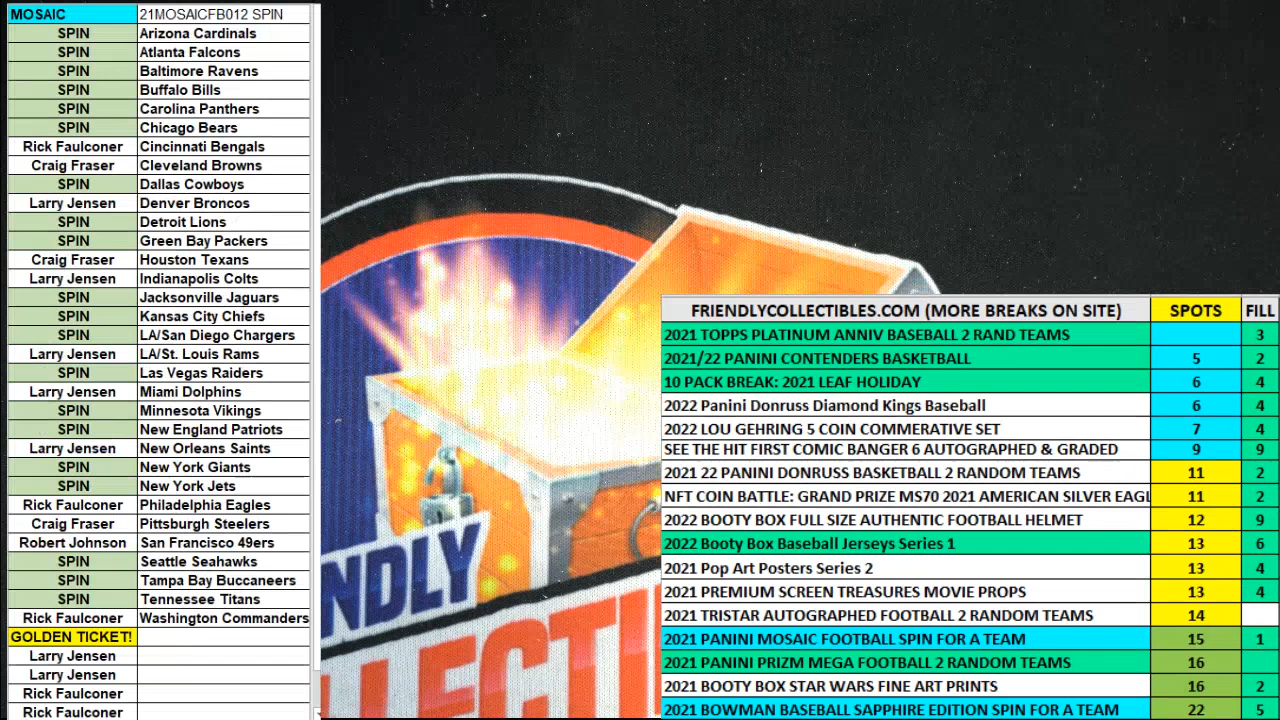 MOSAIC 21MOSAICFB012 SPIN
SPIN Arizona Cardinals
SPIN Atlanta Falcons
SPIN Baltimore Ravens
SPIN Buffalo Bills
SPIN Carolina Panthers
SPIN Chicago Bears
Rick Faulconer Cincinnati Bengals
Craig Fraser Cleveland Browns
SPIN Dallas Cowboys
Larry Jensen Denver Broncos
SPIN Detroit Lions
SPIN Green Bay Packers
Craig Fraser Houston Texans
Larry Jensen Indianapolis Colts
SPIN Jacksonville Jaguars
SPIN Kansas City Chiefs
SPIN LA/San Diego Chargers
Larry Jensen LA/St. Louis Rams
SPIN Las Vegas Raiders
Larry Jensen Miami Dolphins
SPIN Minnesota Vikings
SPIN New England Patriots
Larry Jensen New Orleans Saints
SPIN New York Giants
SPIN New York Jets
Rick Faulconer Philadelphia Eagles
Craig Fraser Pittsburgh Steelers
Robert Johnson San Francisco 49ers
SPIN Seattle Seahawks
SPIN Tampa Bay Buccaneers
SPIN Tennessee Titans
Rick Faulconer Washington Commanders
GOLDEN TICKET!
Larry Jensen
Larry Jensen
Rick Faulconer
Rick Faulconer
NDLY
LLECTI
FRIENDLYCOLLECTIBLES.COM (MORE BREAKS ON SITE) SPOTS FILL
2021 TOPPS PLATINUM ANNIV BASEBALL 2 RAND TEAMS 3
2021/22 PANINI CONTENDERS BASKETBALL 5 2
10 PACK BREAK: 2021 LEAF HOLIDAY 6 4
2022 Panini Donruss Diamond Kings Baseball 6 4
2022 LOU GEHRING 5 COIN COMMERATIVE SET 7 4
SEE THE HIT FIRST COMIC BANGER 6 AUTOGRAPHED & GRADED 9 9
2021 22 PANINI DONRUSS BASKETBALL 2 RANDOM TEAMS 11 2
NFT COIN BATTLE: GRAND PRIZE MS70 2021 AMERICAN SILVER EAGL 11 2
2022 BOOTY BOX FULL SIZE AUTHENTIC FOOTBALL HELMET 12 9
2022 Booty Box Baseball Jerseys Series 1 13 6
2021 Pop Art Posters Series 2 13 4
2021 PREMIUM SCREEN TREASURES MOVIE PROPS 13 4
2021 TRISTAR AUTOGRAPHED FOOTBALL 2 RANDOM TEAMS 14
2021 PANINI MOSAIC FOOTBALL SPIN FOR A TEAM 15 1
2021 PANINI PRIZM MEGA FOOTBALL 2 RANDOM TEAMS 16
2021 BOOTY BOX STAR WARS FINE ART PRINTS 16 2
2021 BOWMAN BASEBALL SAPPHIRE EDITION SPIN FOR A TEAM 22 5